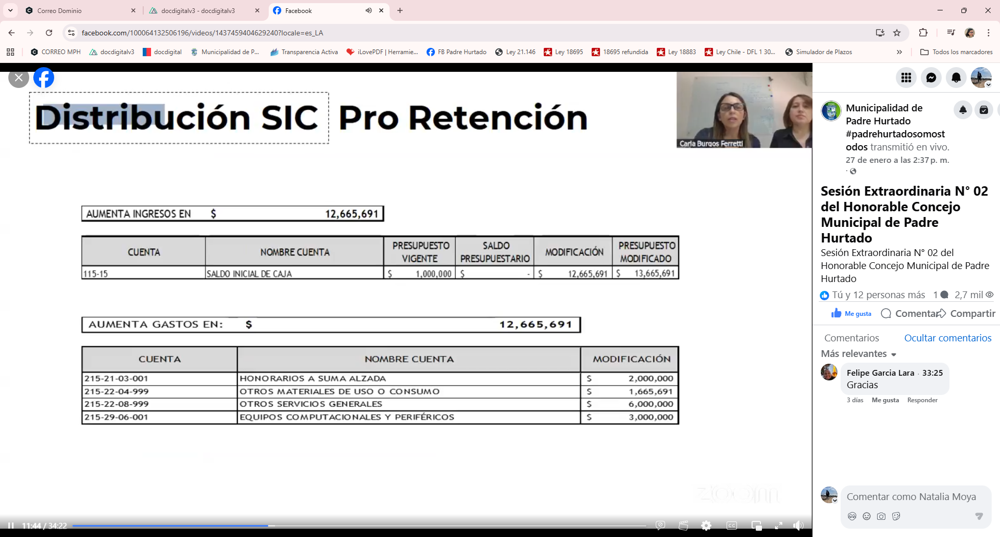 Correo Dominio
docdigitalv3 - docdigitalv3
Facebook
facebook.com/100064132506196/videos/1437459404629240?locale=es_LA
CORREO MPH
docdigitalv3
docdigital
Municipalidad de P...
Transparencia Activa
iLovePDF | Herramie...
FB Padre Hurtado
Ley 21.146
Ley 18695
18695 refundida
Ley 18883
Ley Chile - DFL 1 30...
Simulador de Plazos
Todos los marcadores
Distribución SIC Pro Retención
Carla Burgos Ferretti
AUMENTA INGRESOS EN $ 12,665,691
CUENTA NOMBRE CUENTA PRESUPUESTO VIGENTE SALDO PRESUPUESTARIO MODIFICACIÓN PRESUPUESTO MODIFICADO
115-15 SALDO INICIAL DE CAJA $ 1,000,000 $ - $ 12,665,691 $ 13,665,691
AUMENTA GASTOS EN: $ 12,665,691
CUENTA NOMBRE CUENTA MODIFICACIÓN
215-21-03-001 HONORARIOS A SUMA ALZADA $ 2,000,000
215-22-04-999 OTROS MATERIALES DE USO O CONSUMO $ 1,665,691
215-22-08-999 OTROS SERVICIOS GENERALES $ 6,000,000
215-29-06-001 EQUIPOS COMPUTACIONALES Y PERIFÉRICOS $ 3,000,000
zoom
11:44 / 34:22
CC
Municipalidad de
Padre Hurtado
#padrehurtadosomost
odos transmitió en vivo.
27 de enero a las 2:37 p. m.
·
Sesión Extraordinaria N° 02
del Honorable Concejo
Municipal de Padre
Hurtado
Sesión Extraordinaria N° 02 del
Honorable Concejo Municipal de Padre
Hurtado
Tú y 12 personas más 1 2,7 mil
Me gusta Comentar Compartir
Comentarios Ocultar comentarios
Más relevantes
Felipe Garcia Lara · 33:25
Gracias
3 días Me gusta Responder
Comentar como Natalia Moya